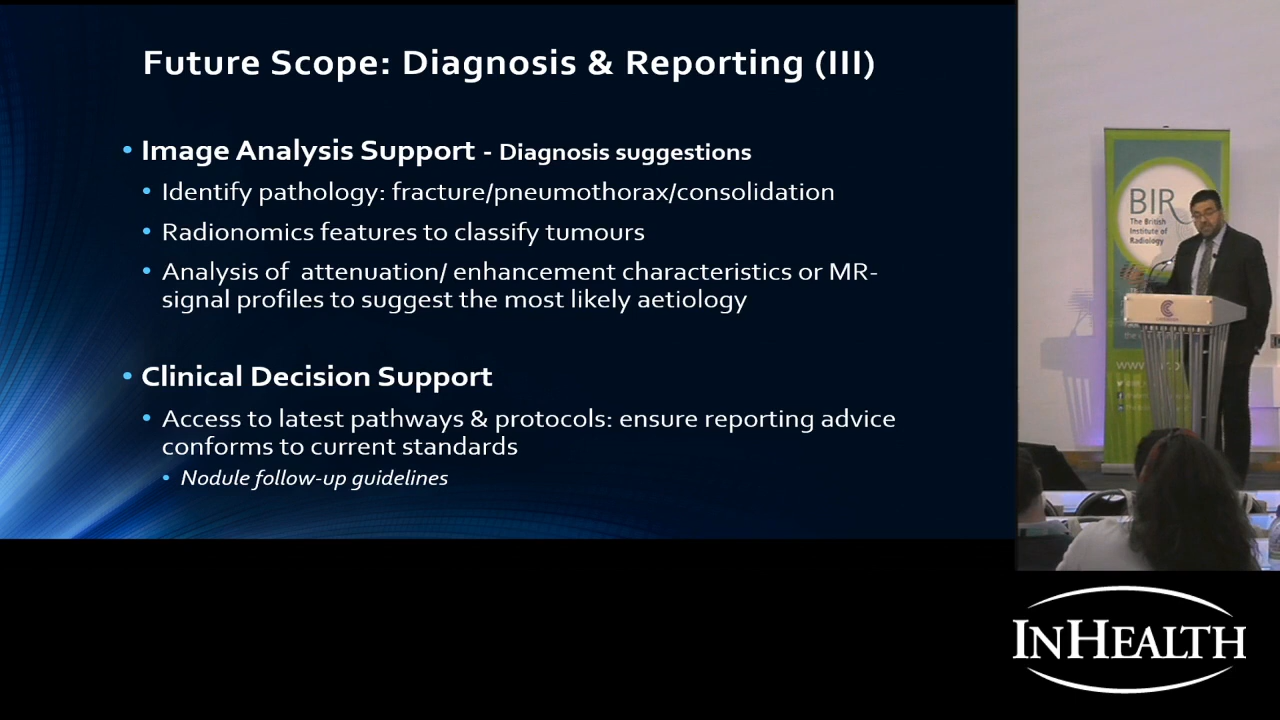 Future Scope: Diagnosis & Reporting (III)
• Image Analysis Support - Diagnosis suggestions
• Identify pathology: fracture/pneumothorax/consolidation
• Radionomics features to classify tumours
• Analysis of attenuation/ enhancement characteristics or MR-
signal profiles to suggest the most likely aetiology
• Clinical Decision Support
• Access to latest pathways & protocols: ensure reporting advice
conforms to current standards
• Nodule follow-up guidelines
BIR
The British
Institute of
Radiology
INHEALTH